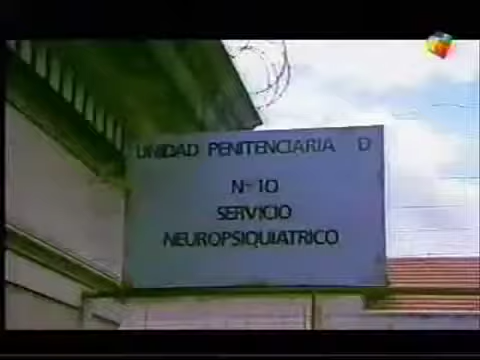 UNIDAD PENITENCIARIA D
Nº 10
SERVICIO
NEUROPSIQUIATRICO